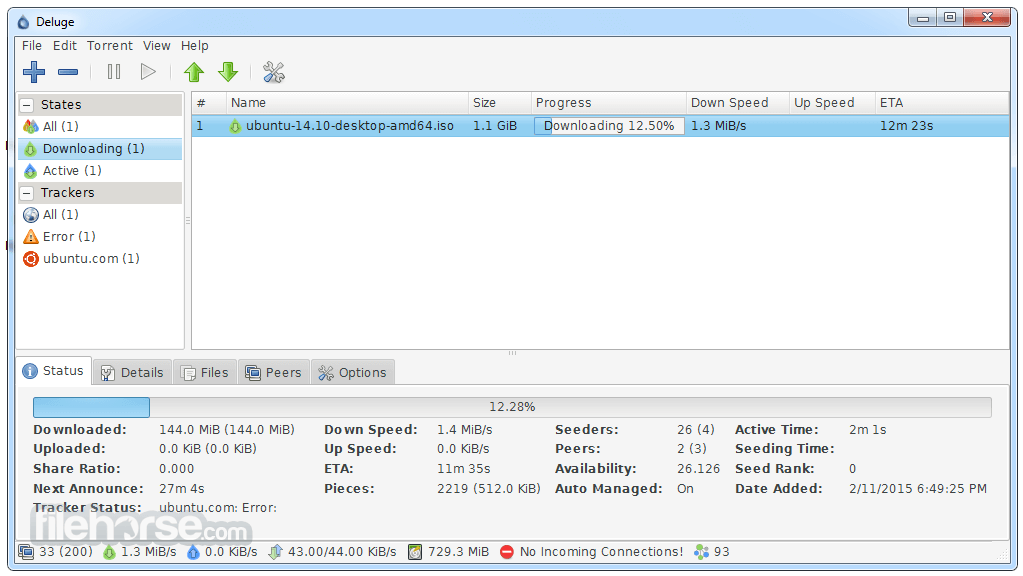 Deluge
File Edit Torrent View Help
# Name Size Progress Down Speed Up Speed ETA
1 ubuntu-14.10-desktop-amd64.iso 1.1 GiB Downloading 12.50% 1.3 MiB/s 12m 23s
States
All (1)
Downloading (1)
Active (1)
Trackers
All (1)
Error (1)
ubuntu.com (1)
Status Details Files Peers Options
12.28%
Downloaded: 144.0 MiB (144.0 MiB) Down Speed: 1.4 MiB/s Seeders: 26 (4) Active Time: 2m 1s
Uploaded: 0.0 KiB (0.0 KiB) Up Speed: 0.0 KiB/s Peers: 2 (3) Seeding Time:
Share Ratio: 0.000 ETA: 11m 35s Availability: 26.126 Seed Rank: 0
Next Announce: 27m 4s Pieces: 2219 (512.0 KiB) Auto Managed: On Date Added: 2/11/2015 6:49:25 PM
Tracker Status: ubuntu.com: Error:
filehorse.com
33 (200) 1.3 MiB/s 0.0 KiB/s 43.00/44.00 KiB/s 729.3 MiB No Incoming Connections! 93